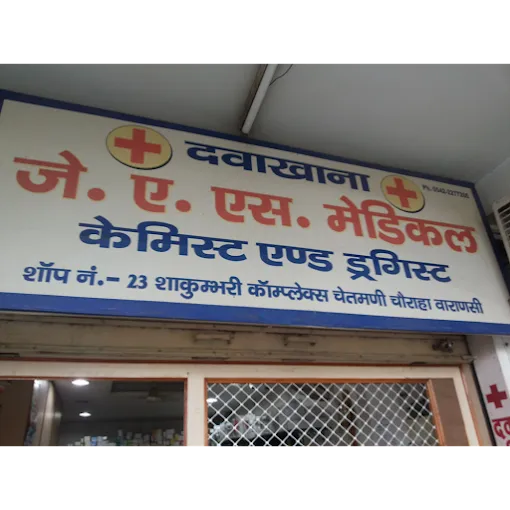 दवाखाना
जे. ए. एस. मेडिकल
केमिस्ट एण्ड ड्रगिस्ट
शॉप नं.- 23 शाकुम्भरी कॉम्प्लेक्स चेतमणी चौराहा वाराणसी